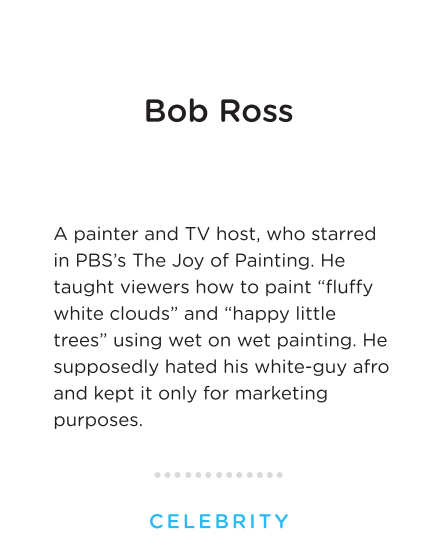 Bob Ross
A painter and TV host, who starred
in PBS’s The Joy of Painting. He
taught viewers how to paint “fluffy
white clouds” and “happy little
trees” using wet on wet painting. He
supposedly hated his white-guy afro
and kept it only for marketing
purposes.
CELEBRITY